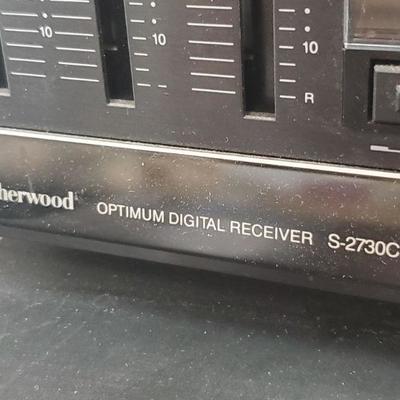 10 10 10
R
herwood OPTIMUM DIGITAL RECEIVER S-2730C